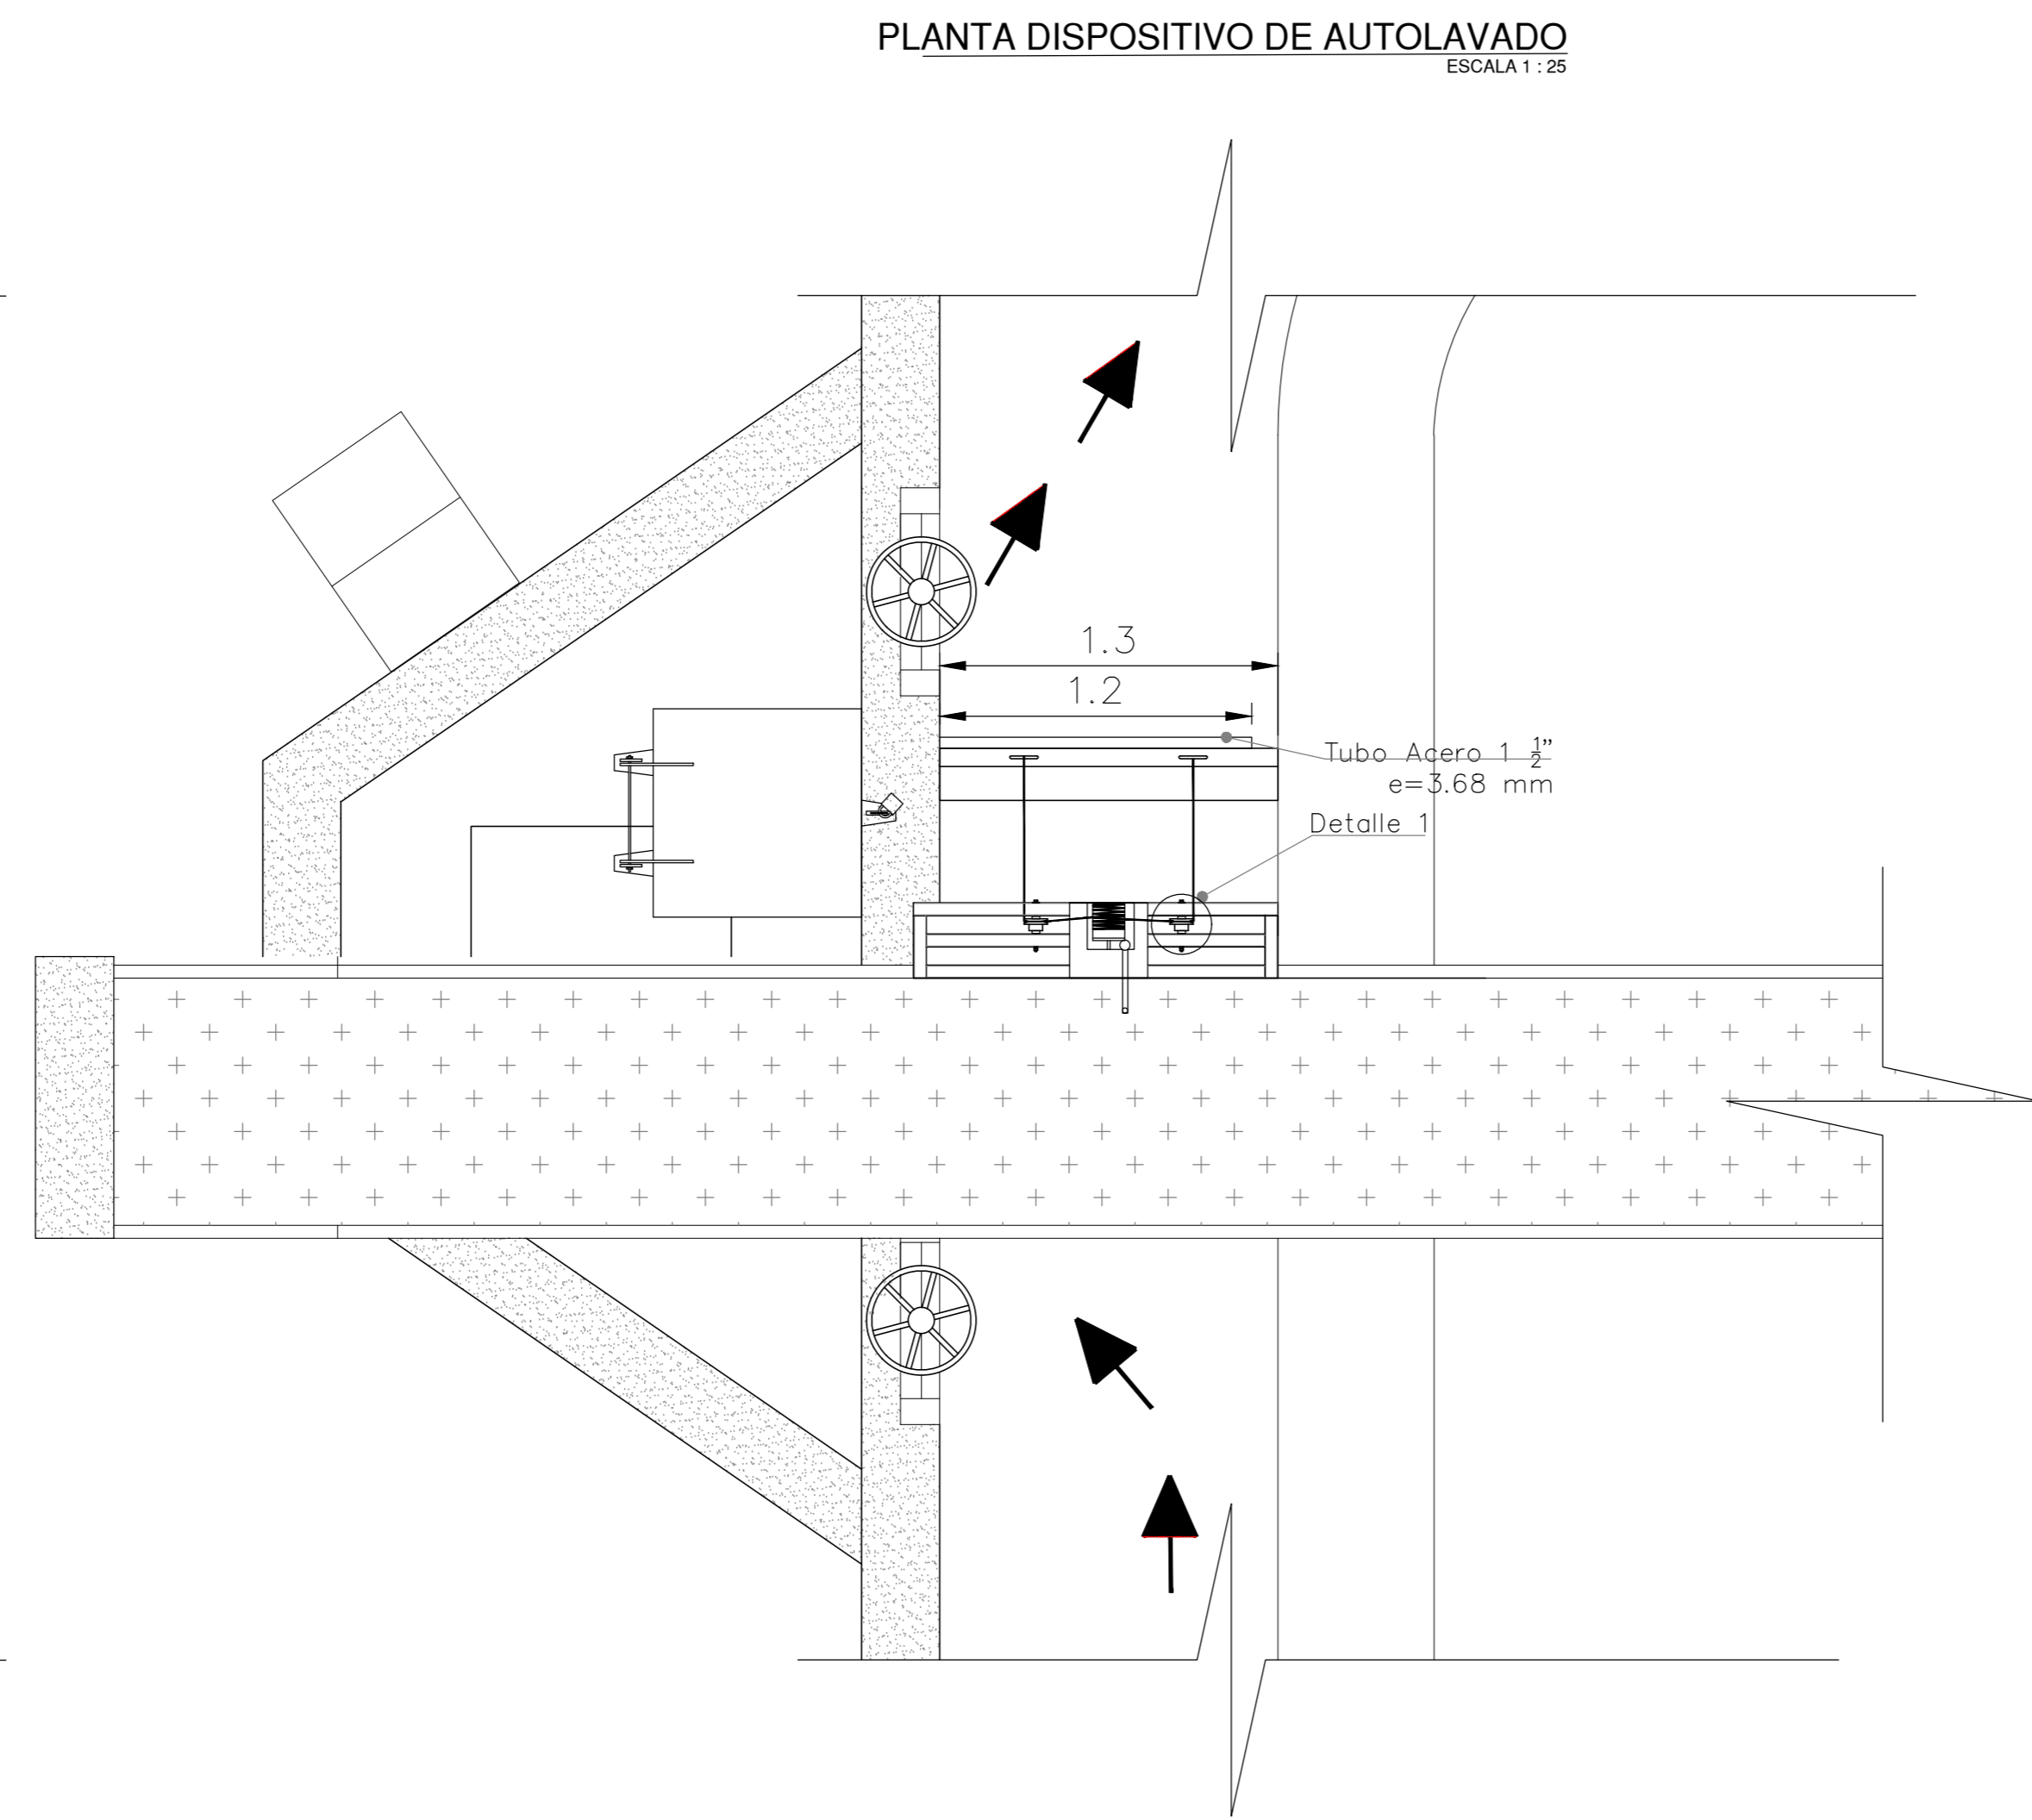 PLANTA DISPOSITIVO DE AUTOLAVADO
ESCALA 1 : 25
1.3
1.2
Tubo Acero 1 ½"
e=3.68 mm
Detalle 1